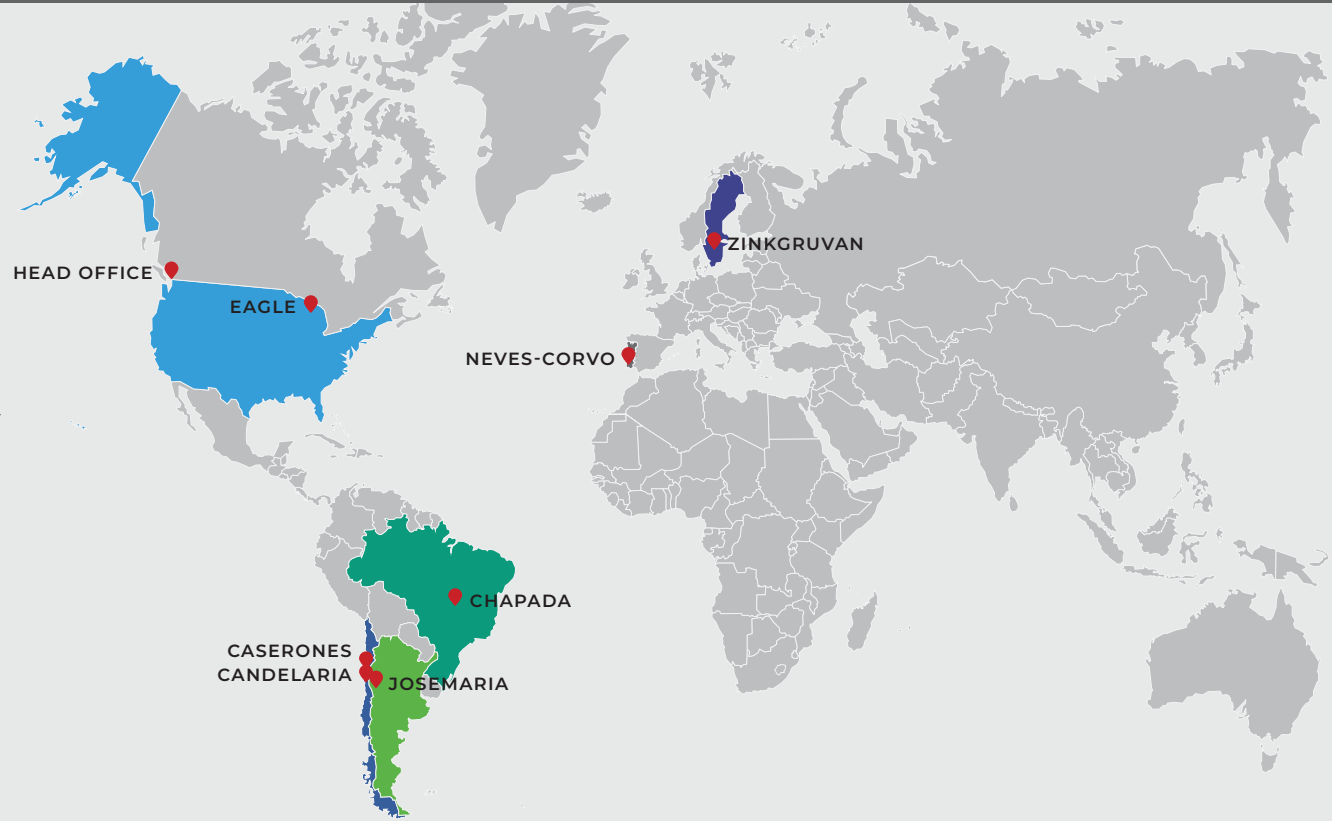 ZINKGRUVAN
HEAD OFFICE
EAGLE
NEVES-CORVO
CHAPADA
CASERONES
CANDELARIA
JOSEMARIA